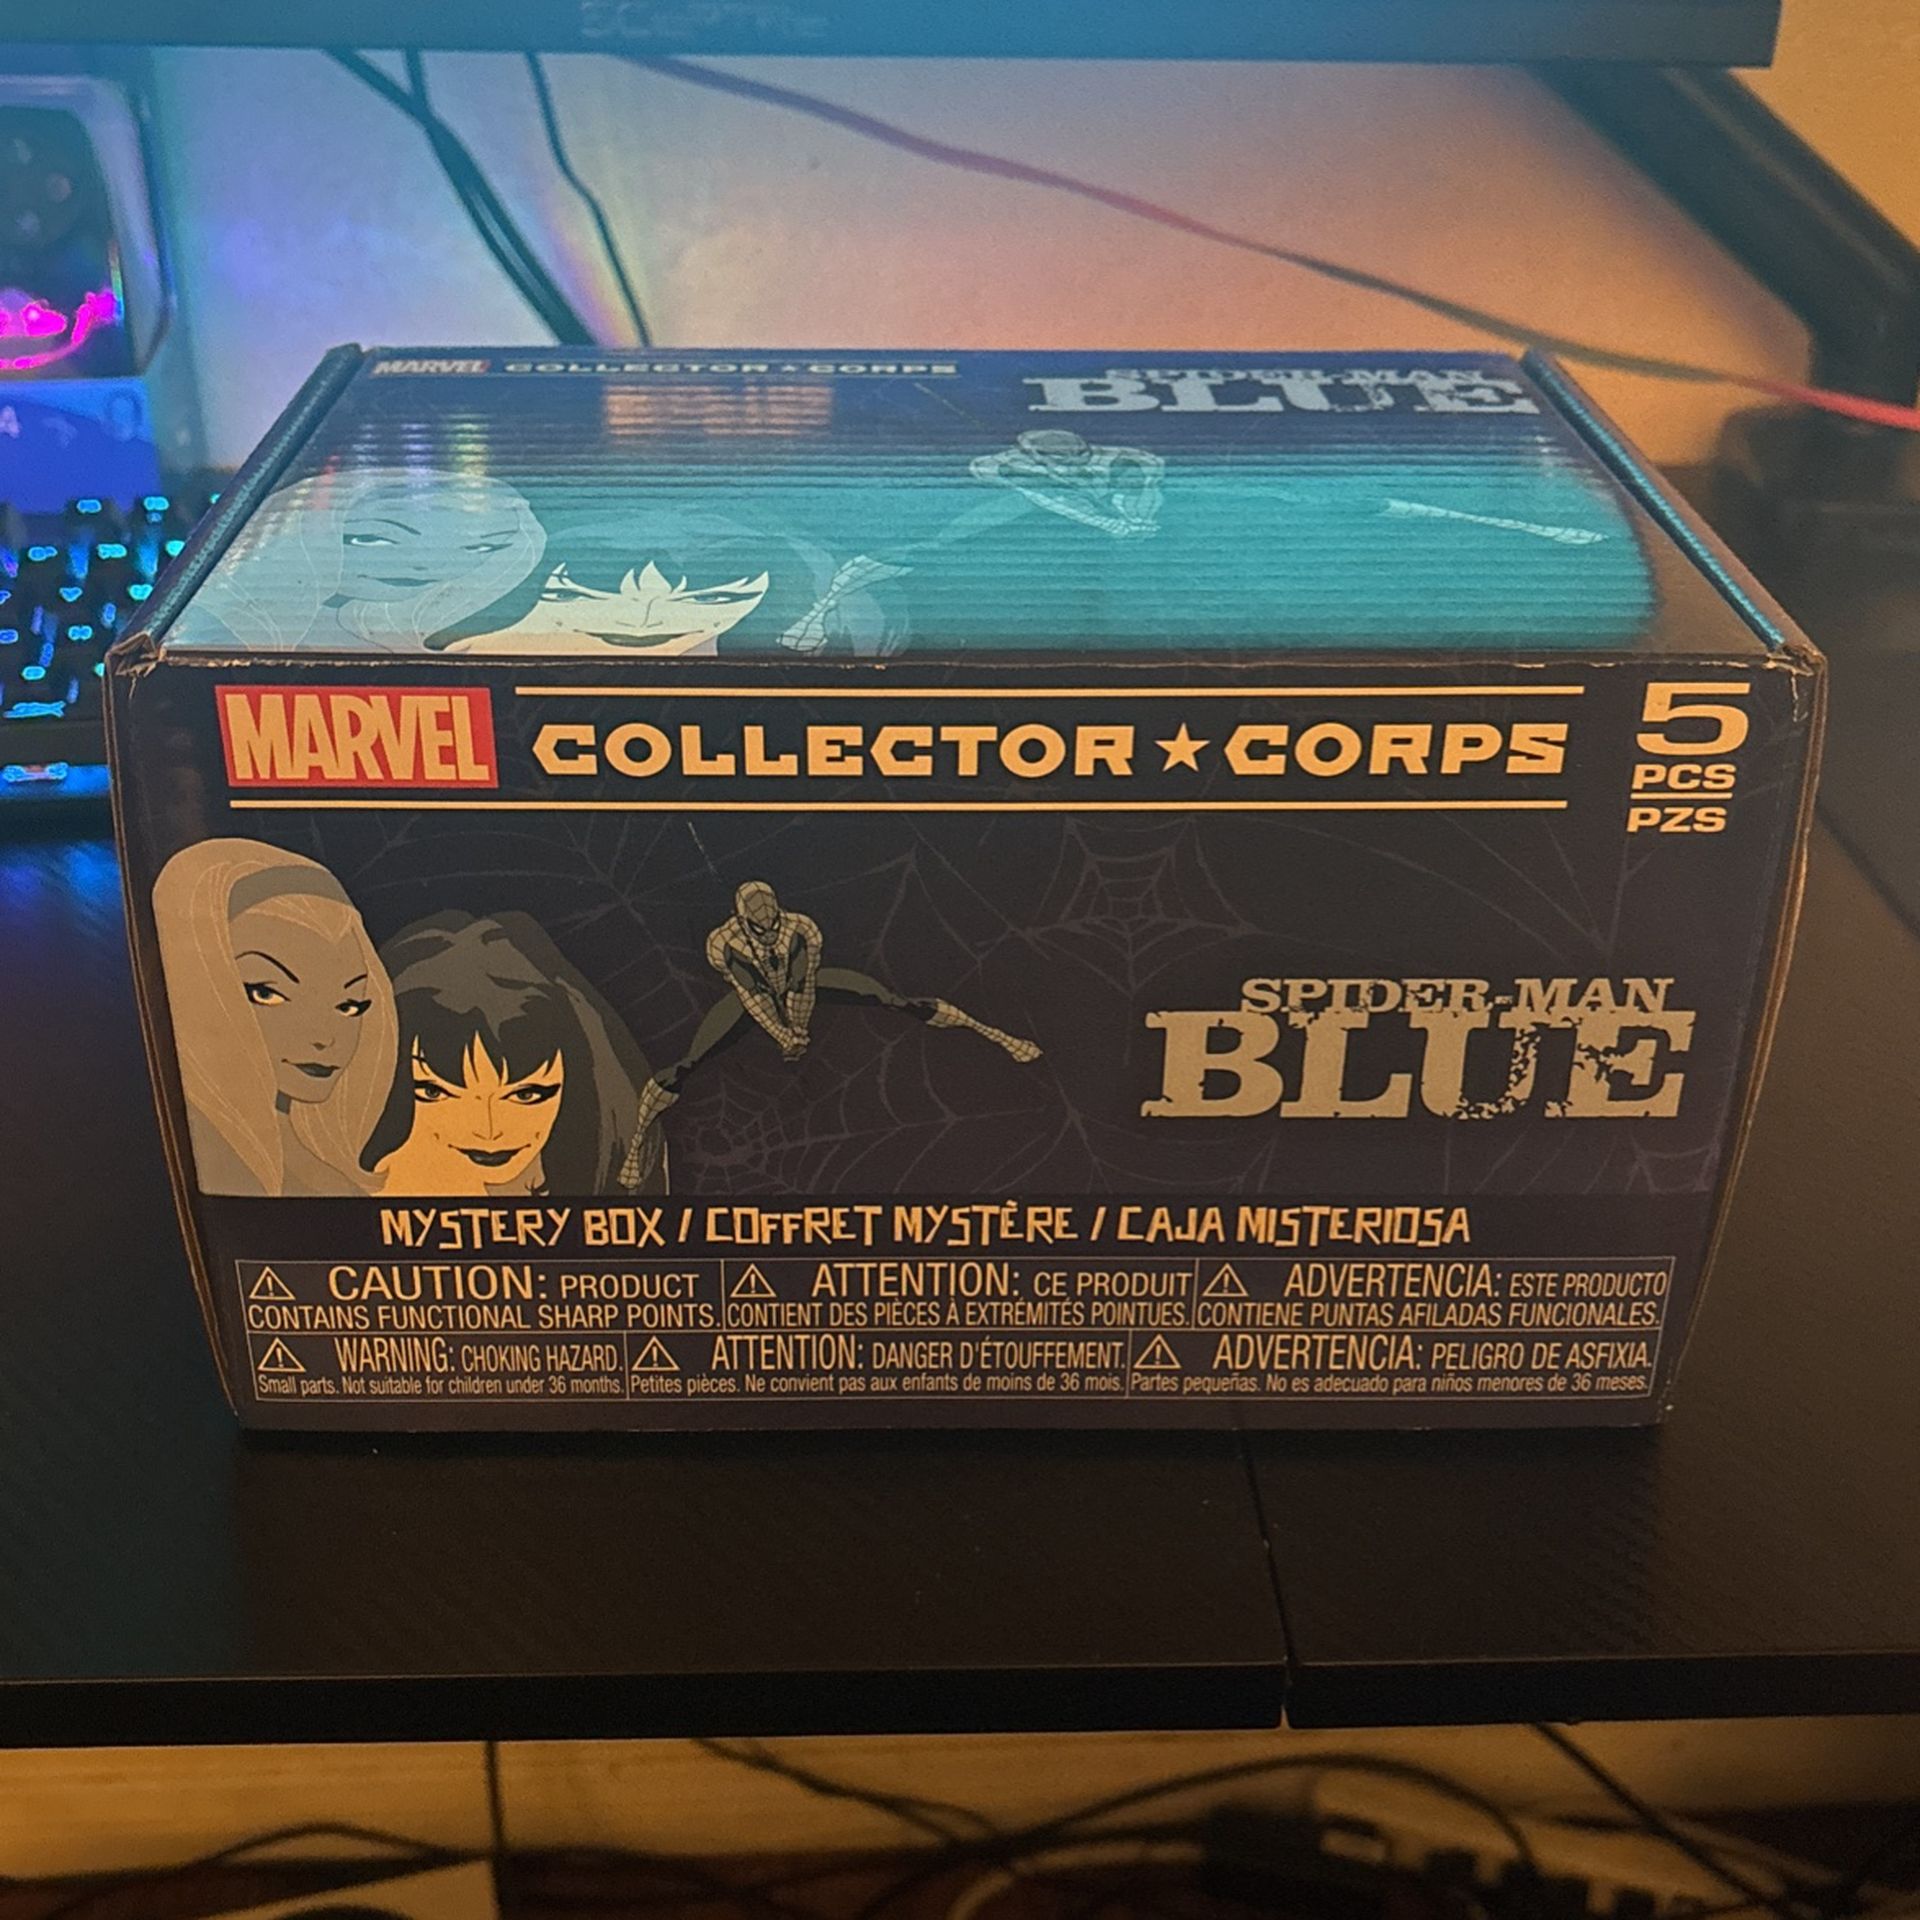 SCEPTRE
MARVEL COLLECTOR ★ CORPS
SPIDER-MAN
BLUE
MARVEL COLLECTOR ★ CORPS
5
PCS
PZS
SPIDER-MAN
BLUE
MYSTERY BOX / COFFRET MYSTÈRE / CAJA MISTERIOSA
⚠ CAUTION: PRODUCT
CONTAINS FUNCTIONAL SHARP POINTS.
⚠ ATTENTION: CE PRODUIT
CONTIENT DES PIÈCES À EXTRÉMITÉS POINTUES.
⚠ ADVERTENCIA: ESTE PRODUCTO
CONTIENE PUNTAS AFILADAS FUNCIONALES.
⚠ WARNING: CHOKING HAZARD.
Small parts. Not suitable for children under 36 months.
⚠ ATTENTION: DANGER D'ÉTOUFFEMENT.
Petites pièces. Ne convient pas aux enfants de moins de 36 mois.
⚠ ADVERTENCIA: PELIGRO DE ASFIXIA.
Partes pequeñas. No es adecuado para niños menores de 36 meses.